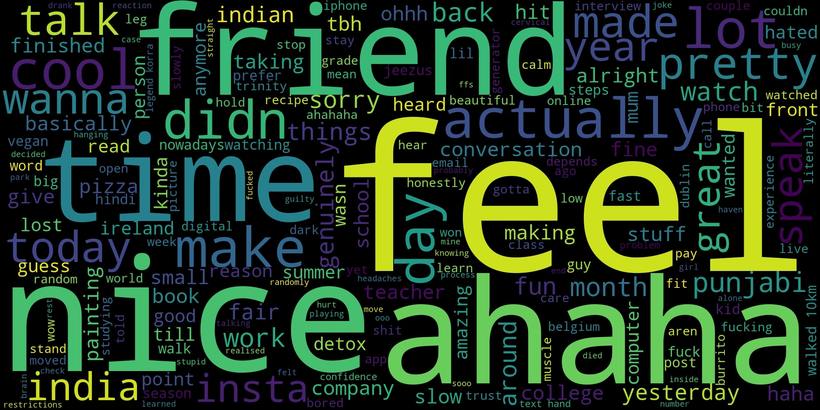 talk
leg
case
friend
straight
indian
tbh
iphone
ohhh
stay
back
hit
calm
interview
joke
couple
couldn
made
lot
hated
busy
finished
cool
person
slowly
anymore
stop
taking
grade
mean
prefer
trinity
jeezus
lil
ffs
generator
year
alright
steps
pretty
watch
watched
front
phone
bit
wanna
legend korra
hold
recipe
sorry
heard
beautiful
online
mum
basically
hanging
didn
ahahaha
things
actually
call
literally
vegan
decided
read
nowadays
watching
hear
conversation
fine
word
park
open
big
pizza
hindi
kinda
picture
time
fucked
guilty
genuinely
wasn
school
email
probably
honestly
feel
depends
ago
gotta
low
fast
dublin
great
wanted
haven
experience
speak
give
lost
ireland
digital
dark
day
won
mine
knowing
learn
making
class
stuff
problem
pay
girl
live
today
week
make
guess
random
world
small
reason
randomly
summer
yet
headaches
process
end
guy
fun
care
month
fit
punjabi
nice
painting
studying
told
book
good
fair
hurt
playing
teacher
move
ooo
amazing
around
belgium
computer
kid
alone
aren
fucking
walked 10km
wow
rest
stand
moved
check
till
walk
stupid
work
talking
realised
detox
shit
app
ahaha
muscle
died
fuck
post
inside
burrito
india
brain
restrictions
learned
point
season
insta
felt
confidence
company
bored
slow
sooo
trust
text hand
college
yesterday
number
haha
drank
reaction
cervical